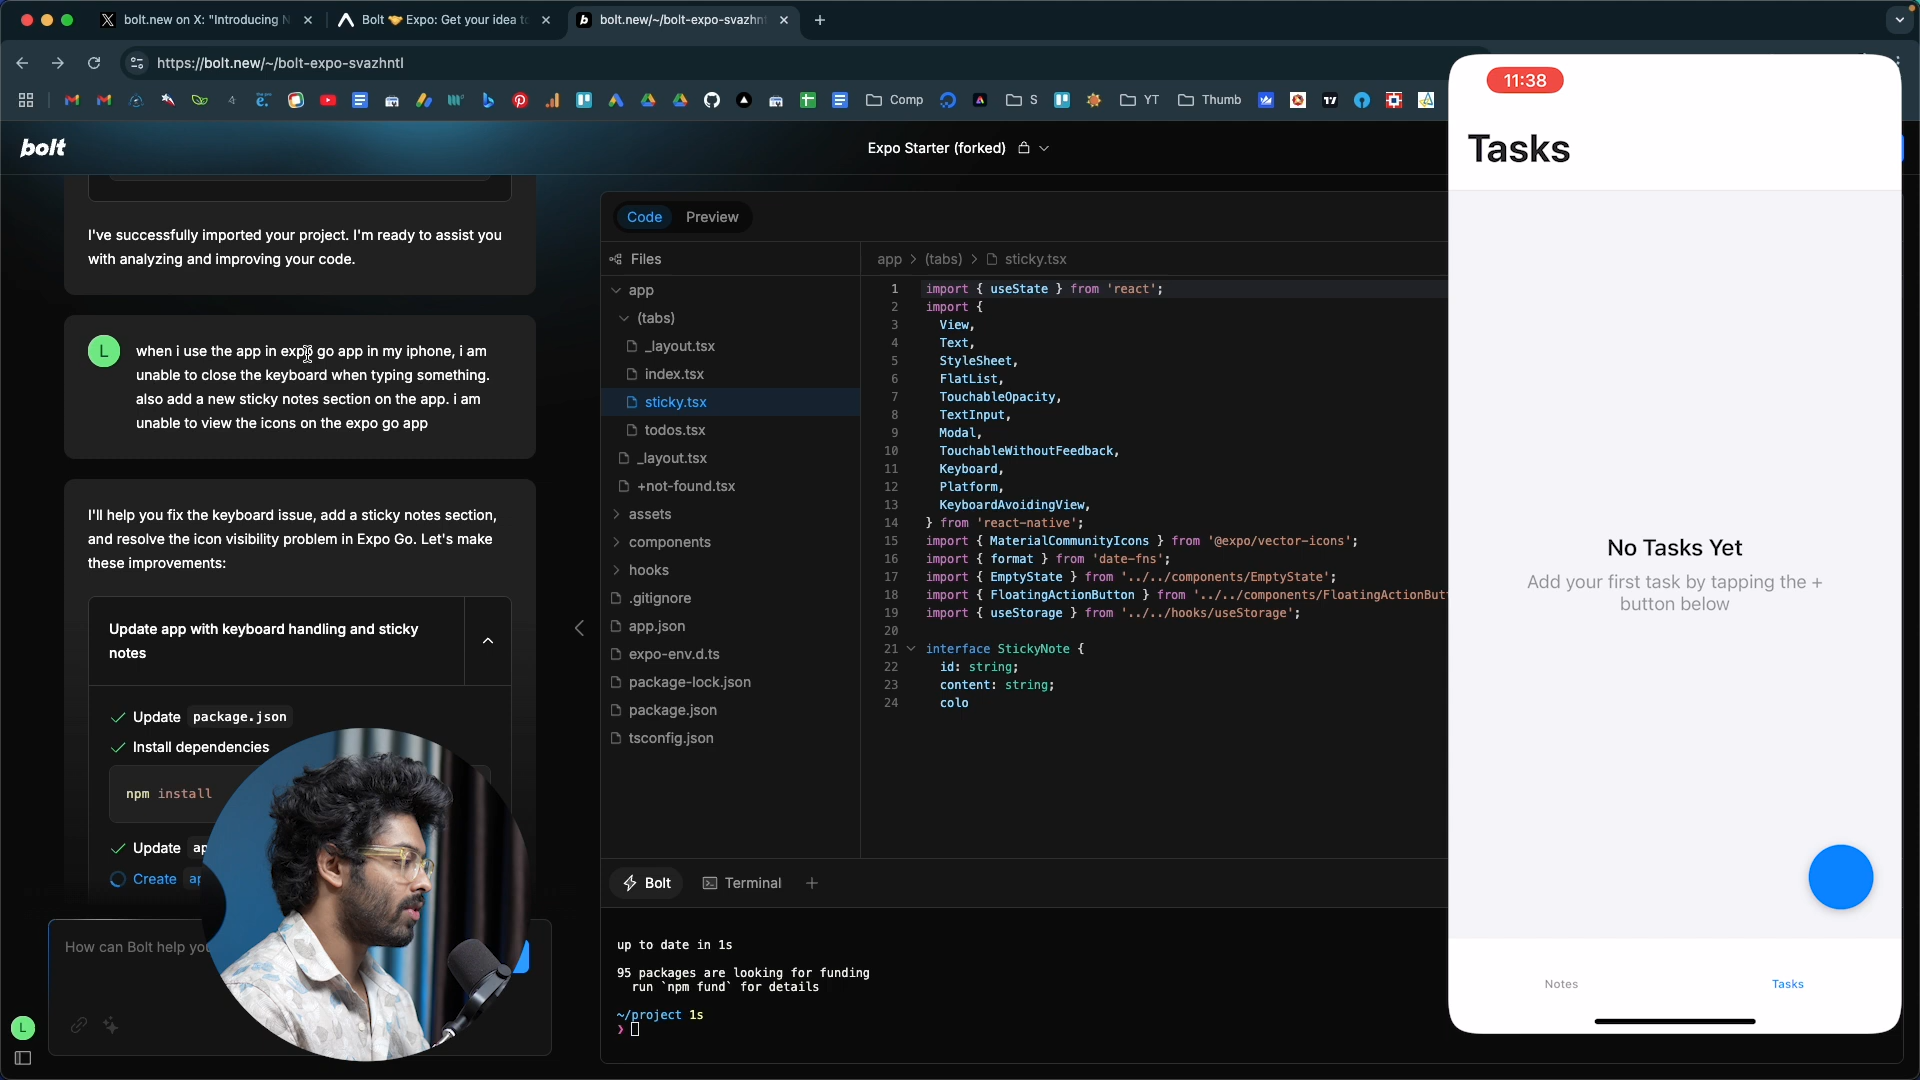 bolt.new on X: "Introducing N
Bolt 🤝 Expo: Get your idea to
bolt.new/~/bolt-expo-svazhnt
https://bolt.new/~/bolt-expo-svazhntl
Comp
S
YT
Thumb
bolt
Expo Starter (forked)
I've successfully imported your project. I'm ready to assist you
with analyzing and improving your code.
L
when i use the app in expo go app in my iphone, i am
unable to close the keyboard when typing something.
also add a new sticky notes section on the app. i am
unable to view the icons on the expo go app
I'll help you fix the keyboard issue, add a sticky notes section,
and resolve the icon visibility problem in Expo Go. Let's make
these improvements:
Update app with keyboard handling and sticky
notes
Update package.json
Install dependencies
npm install
Update ap
Create ap
How can Bolt help you
L
Code Preview
Files
app
(tabs)
_layout.tsx
index.tsx
sticky.tsx
todos.tsx
_layout.tsx
+not-found.tsx
assets
components
hooks
.gitignore
app.json
expo-env.d.ts
package-lock.json
package.json
tsconfig.json
app > (tabs) > sticky.tsx
1 import { useState } from 'react';
2 import {
3 View,
4 Text,
5 StyleSheet,
6 FlatList,
7 TouchableOpacity,
8 TextInput,
9 Modal,
10 TouchableWithoutFeedback,
11 Keyboard,
12 Platform,
13 KeyboardAvoidingView,
14 } from 'react-native';
15 import { MaterialCommunityIcons } from '@expo/vector-icons';
16 import { format } from 'date-fns';
17 import { EmptyState } from '../../components/EmptyState';
18 import { FloatingActionButton } from '../../components/FloatingActionBut
19 import { useStorage } from '../../hooks/useStorage';
20
21 interface StickyNote {
22 id: string;
23 content: string;
24 colo
Bolt Terminal +
up to date in 1s
95 packages are looking for funding
run `npm fund` for details
~/project 1s
❯
11:38
Tasks
No Tasks Yet
Add your first task by tapping the +
button below
Notes Tasks